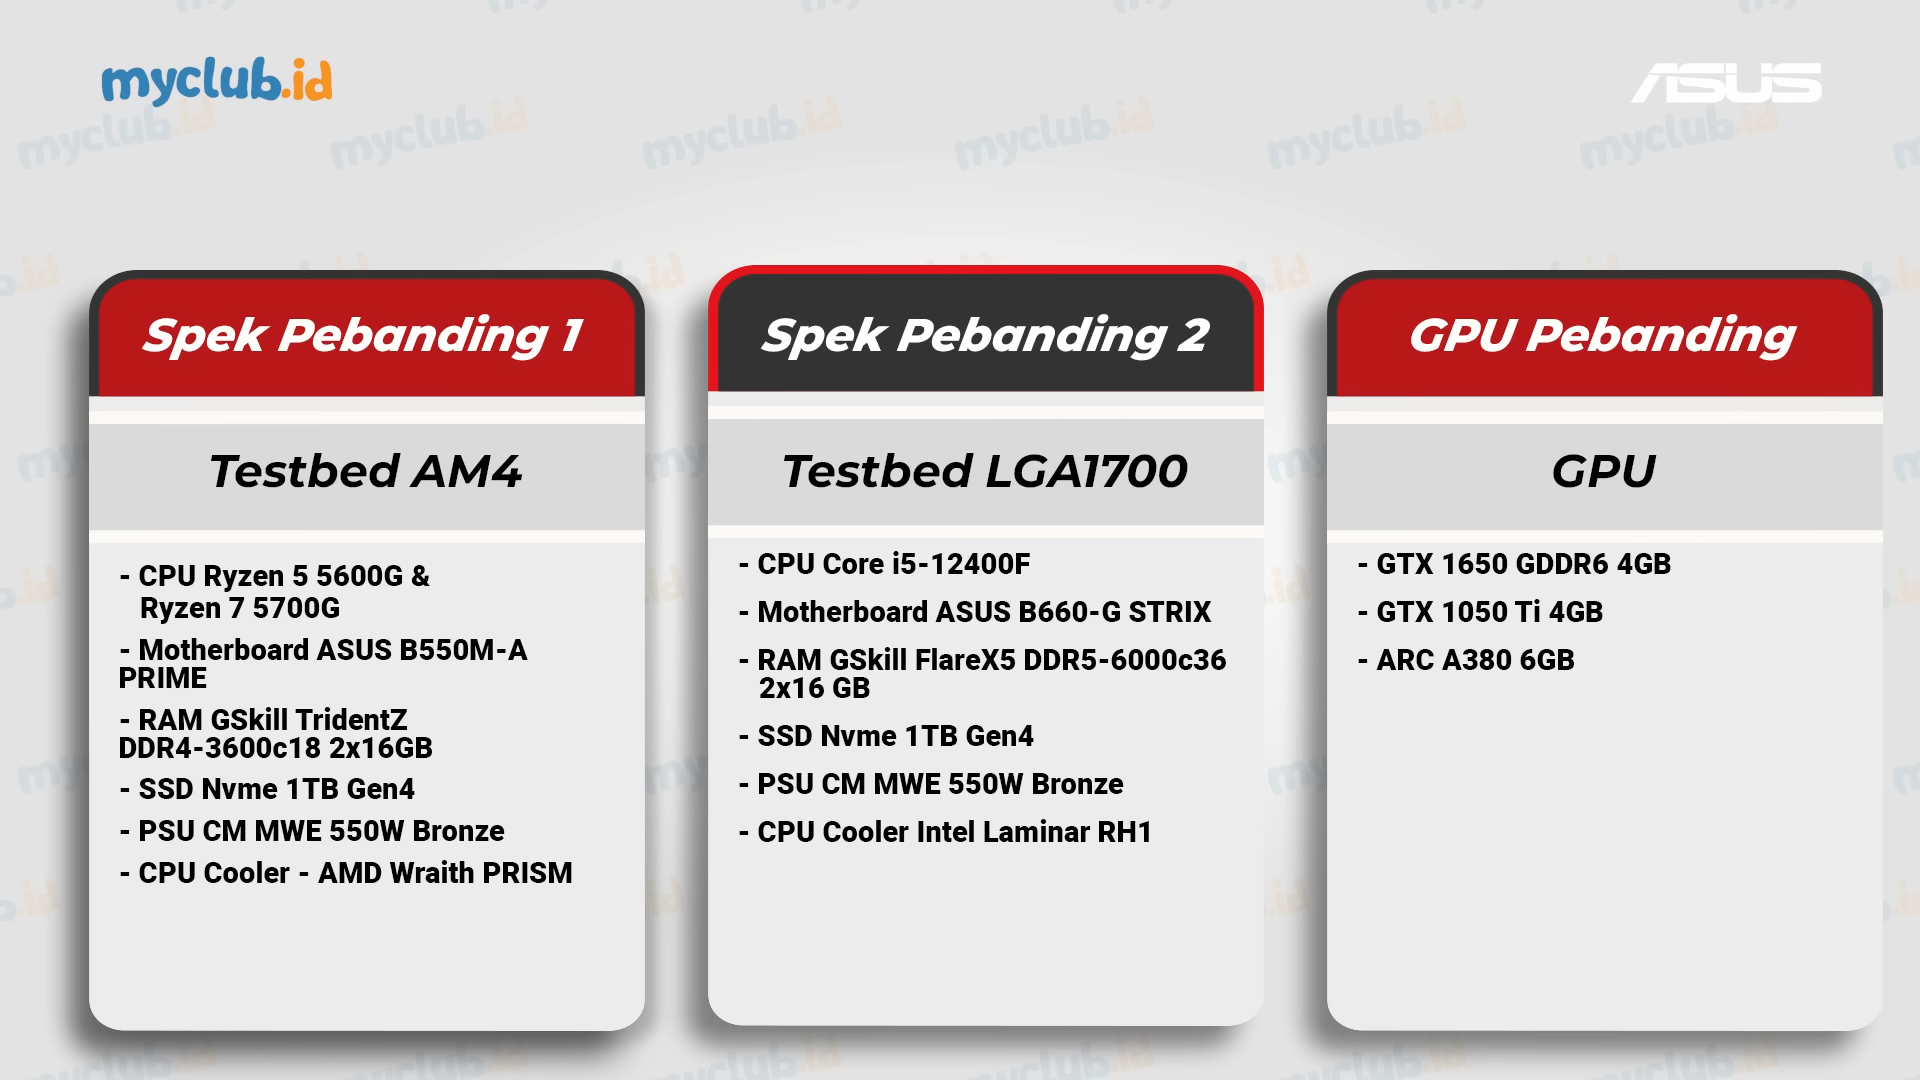 myclub.id
ASUS
Spek Pebanding 1
Testbed AM4
- CPU Ryzen 5 5600G &
Ryzen 7 5700G
- Motherboard ASUS B550M-A
PRIME
- RAM GSkill TridentZ
DDR4-3600c18 2x16GB
- SSD Nvme 1TB Gen4
- PSU CM MWE 550W Bronze
- CPU Cooler - AMD Wraith PRISM
Spek Pebanding 2
Testbed LGA1700
- CPU Core i5-12400F
- Motherboard ASUS B660-G STRIX
- RAM GSkill FlareX5 DDR5-6000c36
2x16 GB
- SSD Nvme 1TB Gen4
- PSU CM MWE 550W Bronze
- CPU Cooler Intel Laminar RH1
GPU Pebanding
GPU
- GTX 1650 GDDR6 4GB
- GTX 1050 Ti 4GB
- ARC A380 6GB